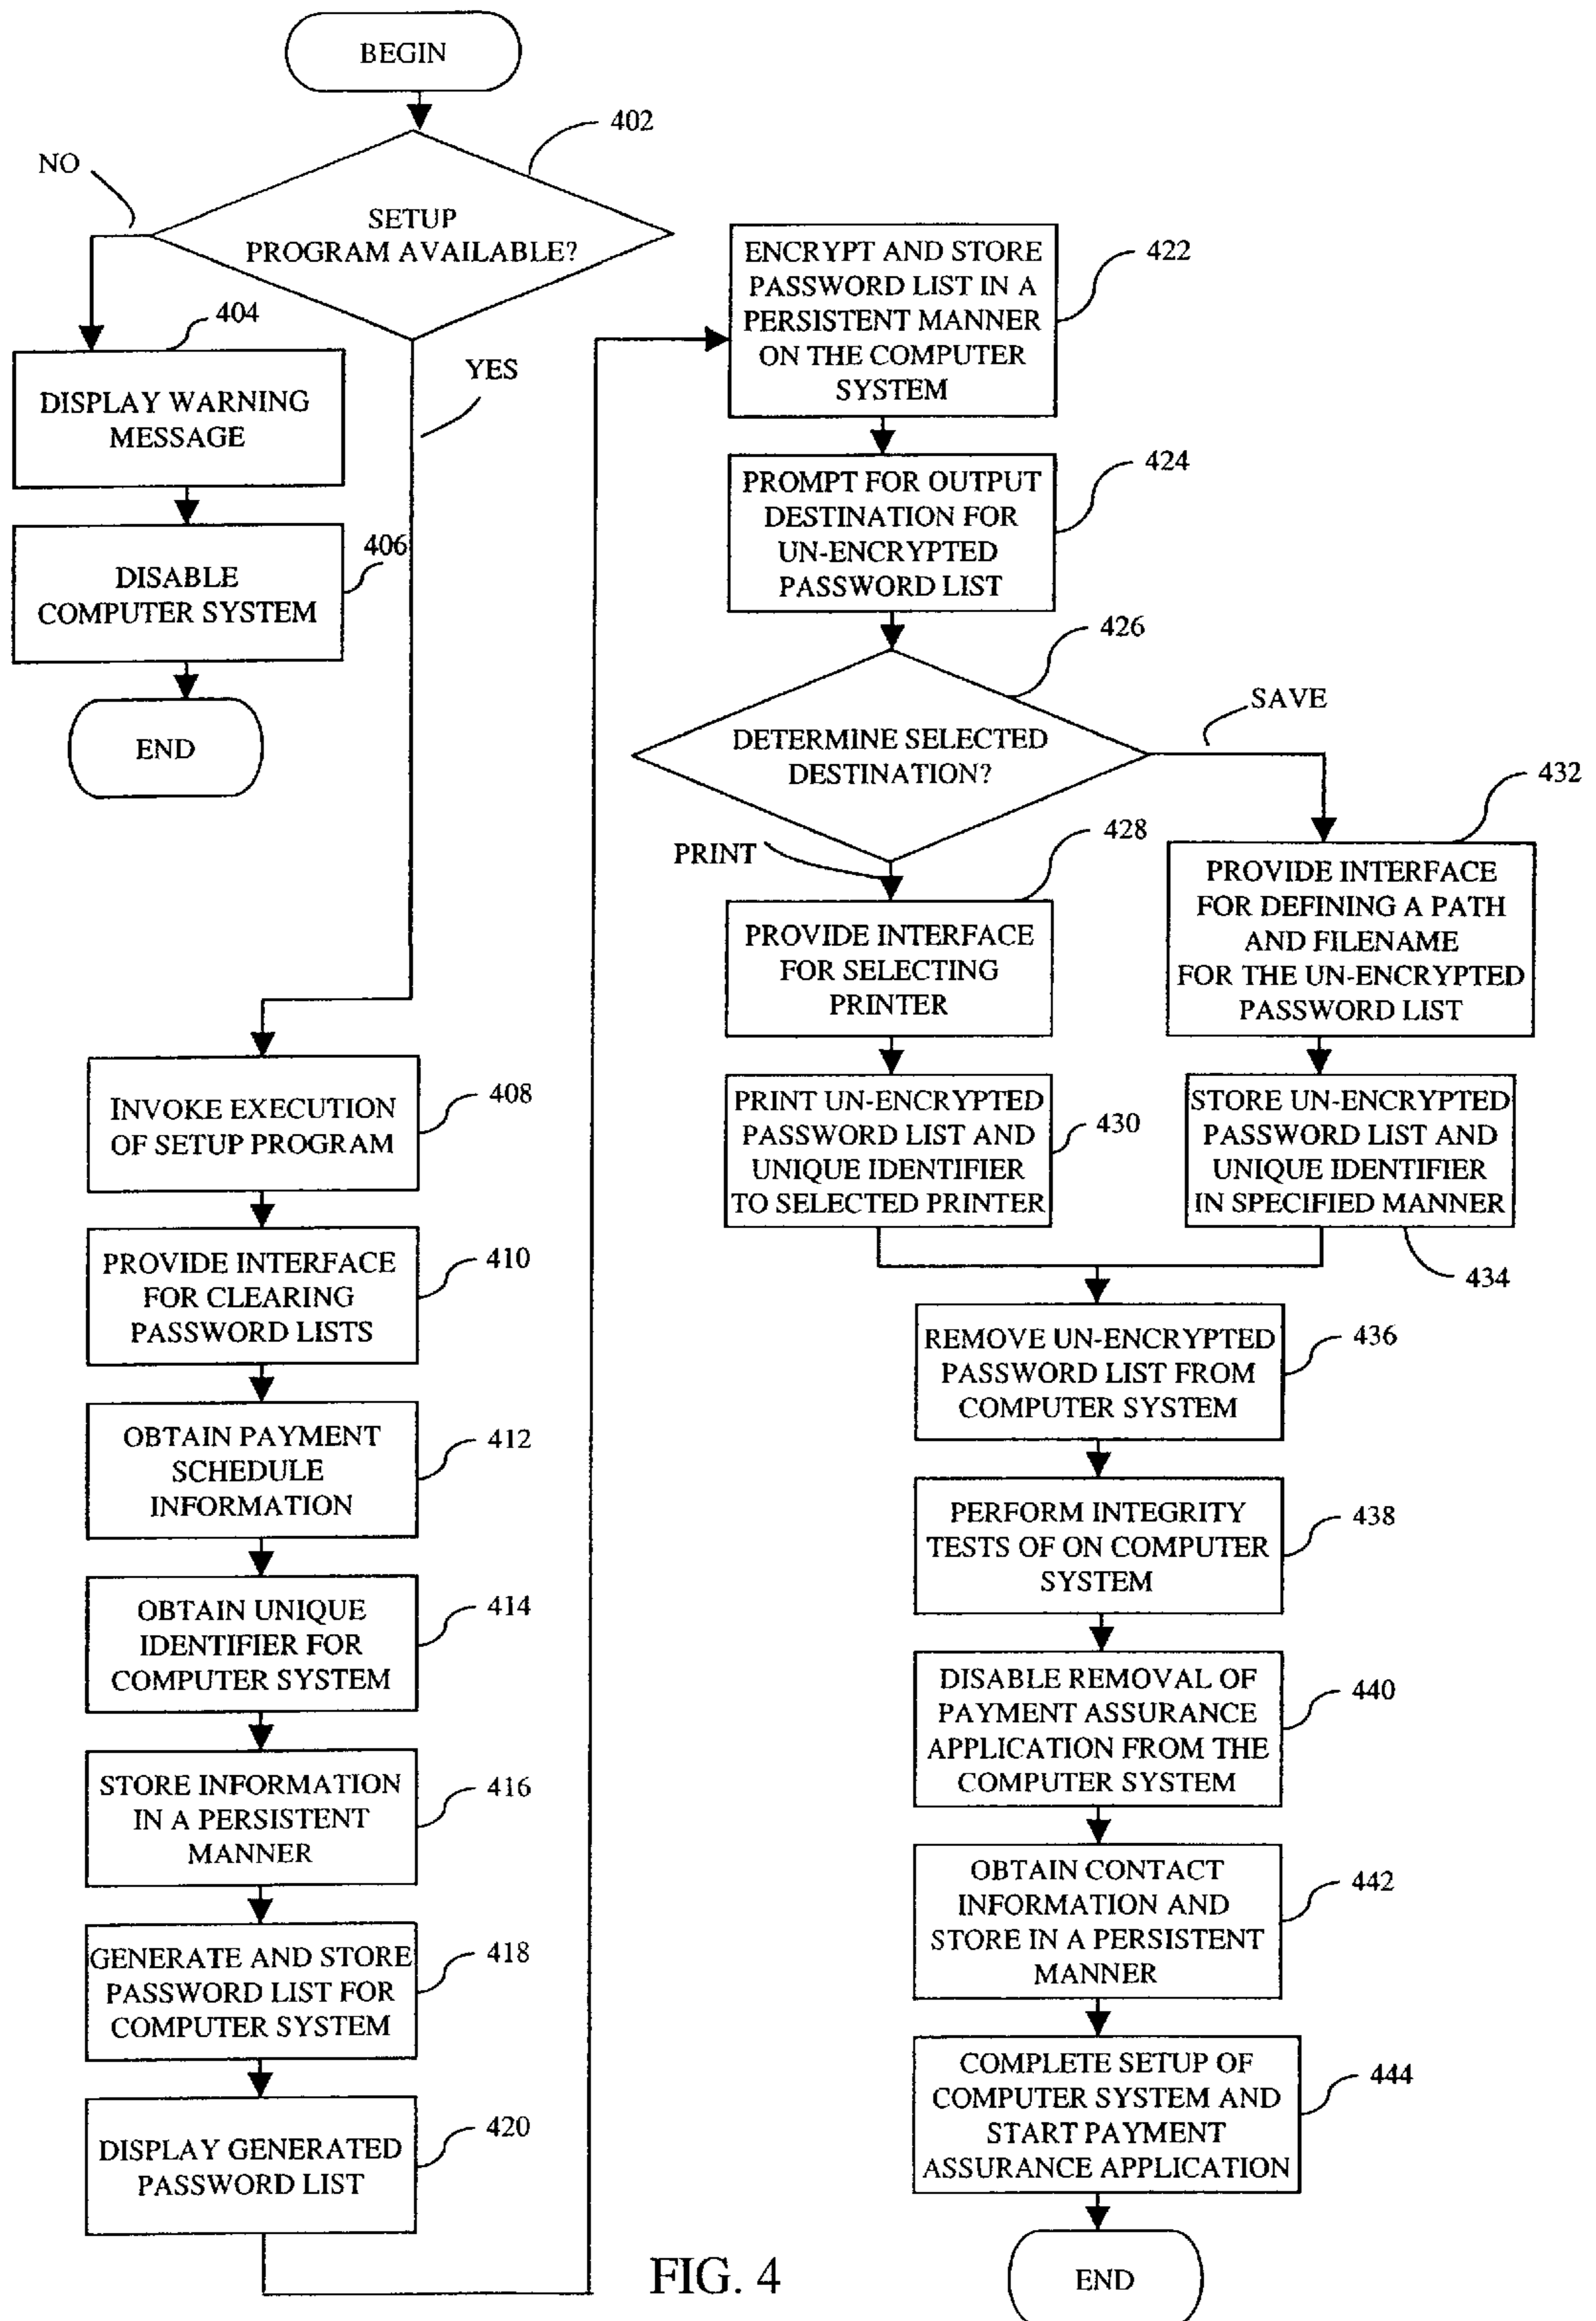 BEGIN
402
NO
SETUP
PROGRAM AVAILABLE?
404
DISPLAY WARNING
MESSAGE
YES
406
DISABLE
COMPUTER SYSTEM
END
INVOKE EXECUTION
OF SETUP PROGRAM
408
PROVIDE INTERFACE
FOR CLEARING
PASSWORD LISTS
410
OBTAIN PAYMENT
SCHEDULE
INFORMATION
412
OBTAIN UNIQUE
IDENTIFIER FOR
COMPUTER SYSTEM
414
STORE INFORMATION
IN A PERSISTENT
MANNER
416
GENERATE AND STORE
PASSWORD LIST FOR
COMPUTER SYSTEM
418
DISPLAY GENERATED
PASSWORD LIST
420
ENCRYPT AND STORE
PASSWORD LIST IN A
PERSISTENT MANNER
ON THE COMPUTER
SYSTEM
422
PROMPT FOR OUTPUT
DESTINATION FOR
UN-ENCRYPTED
PASSWORD LIST
424
426
DETERMINE SELECTED
DESTINATION?
SAVE
PRINT
428
PROVIDE INTERFACE
FOR SELECTING
PRINTER
PRINT UN-ENCRYPTED
PASSWORD LIST AND
UNIQUE IDENTIFIER
TO SELECTED PRINTER
430
432
PROVIDE INTERFACE
FOR DEFINING A PATH
AND FILENAME
FOR THE UN-ENCRYPTED
PASSWORD LIST
STORE UN-ENCRYPTED
PASSWORD LIST AND
UNIQUE IDENTIFIER
IN SPECIFIED MANNER
434
REMOVE UN-ENCRYPTED
PASSWORD LIST FROM
COMPUTER SYSTEM
436
PERFORM INTEGRITY
TESTS OF ON COMPUTER
SYSTEM
438
DISABLE REMOVAL OF
PAYMENT ASSURANCE
APPLICATION FROM THE
COMPUTER SYSTEM
440
OBTAIN CONTACT
INFORMATION AND
STORE IN A PERSISTENT
MANNER
442
COMPLETE SETUP OF
COMPUTER SYSTEM AND
START PAYMENT
ASSURANCE APPLICATION
444
END
FIG. 4